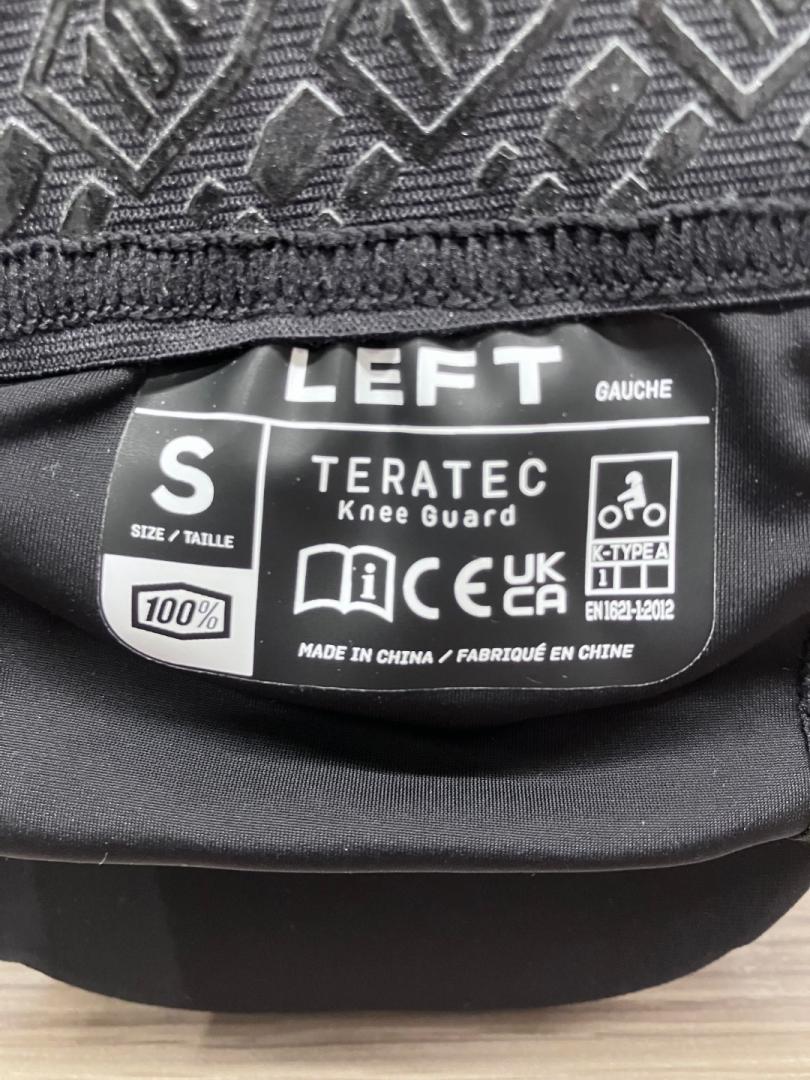 LEFT GAUCHE
S
SIZE / TAILLE
100%
TERATEC
Knee Guard
i
CE UK
CA
K-TYPE A
1
EN1621-1:2012
MADE IN CHINA / FABRIQUÉ EN CHINE